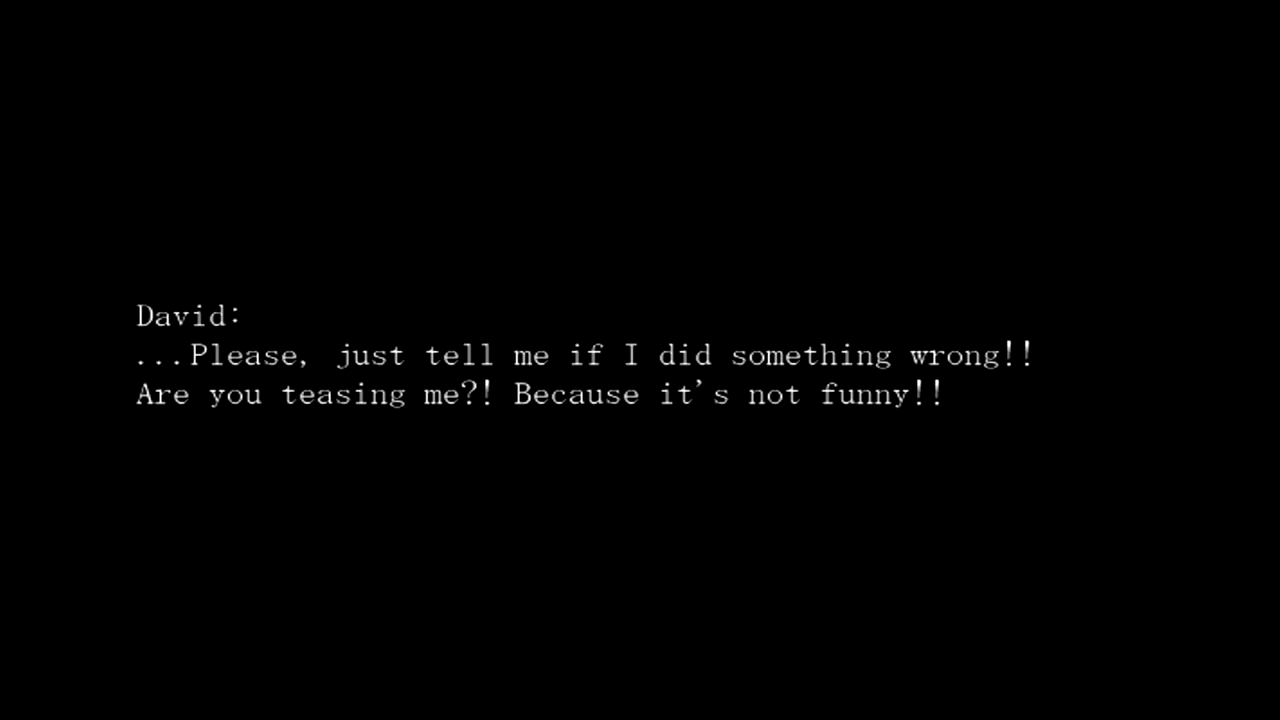 David:
...Please, just tell me if I did something wrong!!
Are you teasing me?! Because it's not funny!!